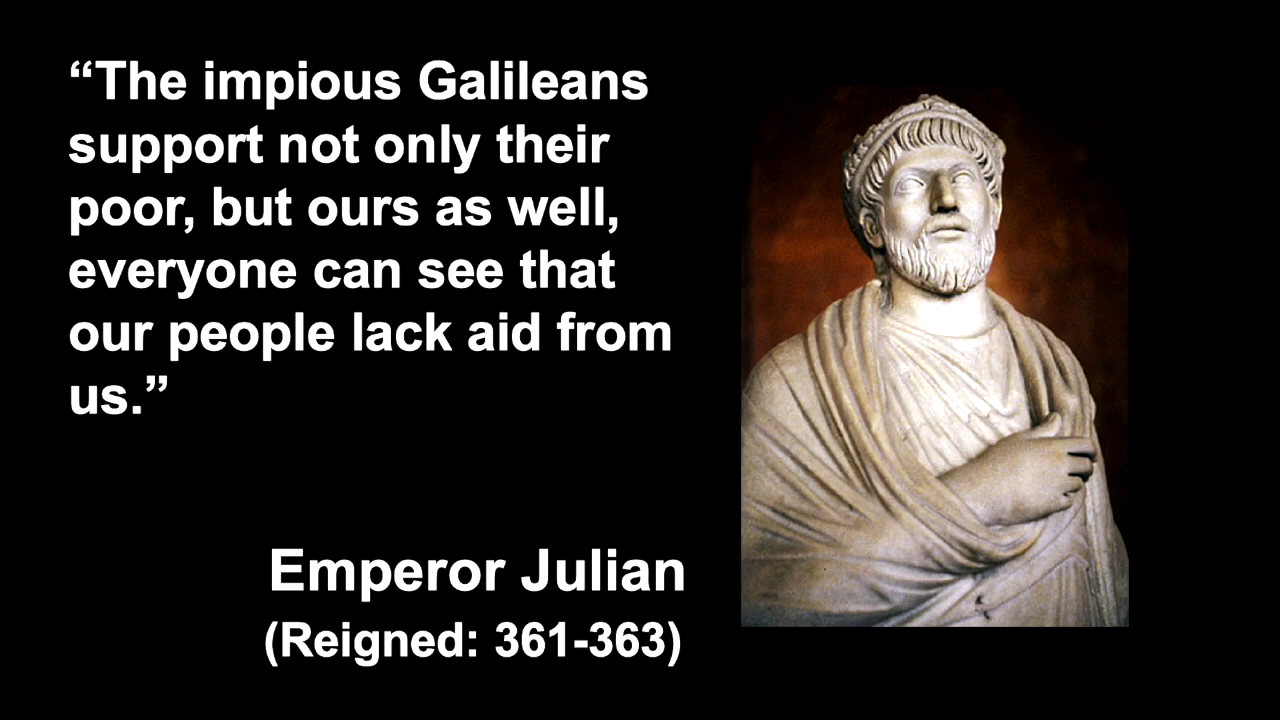 “The impious Galileans
support not only their
poor, but ours as well,
everyone can see that
our people lack aid from
us.”
Emperor Julian
(Reigned: 361-363)